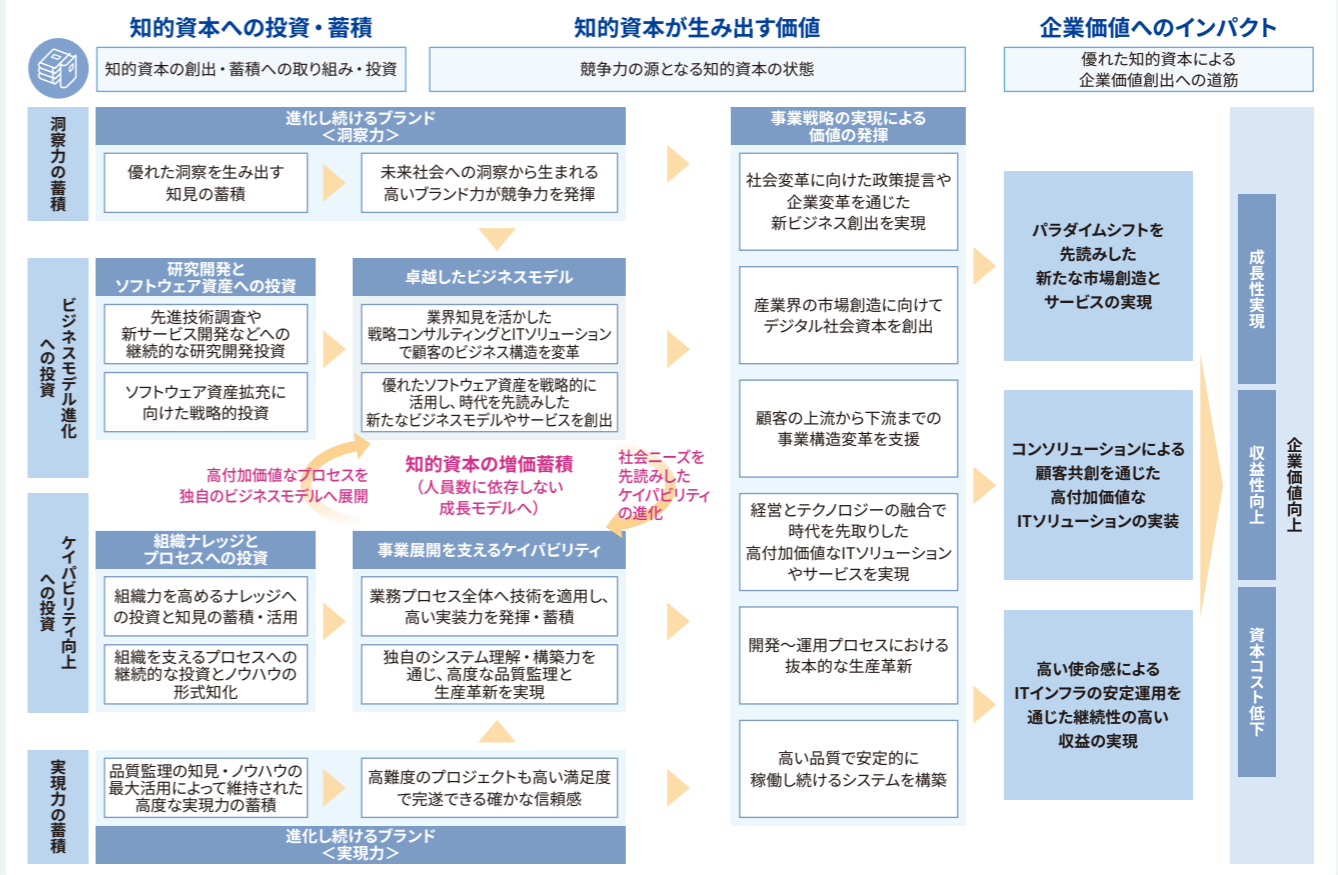 知的資本への投資・蓄積
知的資本が生み出す価値
企業価値へのインパクト
知的資本の創出・蓄積への取り組み・投資
競争力の源となる知的資本の状態
優れた知的資本による
企業価値創出への道筋
洞察力の蓄積
進化し続けるブランド
＜洞察力＞
優れた洞察を生み出す
知見の蓄積
未来社会への洞察から生まれる
高いブランド力が競争力を発揮
ビジネスモデル進化
への投資
研究開発と
ソフトウェア資産への投資
先進技術調査や
新サービス開発などへの
継続的な研究開発投資
ソフトウェア資産拡充に
向けた戦略的投資
卓越したビジネスモデル
業界知見を活かした
戦略コンサルティングとITソリューション
で顧客のビジネス構造を変革
優れたソフトウェア資産を戦略的に
活用し、時代を先読みした
新たなビジネスモデルやサービスを創出
高付加価値なプロセスを
独自のビジネスモデルへ展開
知的資本の増価蓄積
（人員数に依存しない
成長モデルへ）
社会ニーズを
先読みした
ケイパビリティ
の進化
ケイパビリティ向上
への投資
組織ナレッジと
プロセスへの投資
組織力を高めるナレッジへ
の投資と知見の蓄積・活用
組織を支えるプロセスへの
継続的な投資とノウハウの
形式知化
事業展開を支えるケイパビリティ
業務プロセス全体へ技術を適用し、
高い実装力を発揮・蓄積
独自のシステム理解・構築力を
通じ、高度な品質監理と
生産革新を実現
実現力の蓄積
品質監理の知見・ノウハウの
最大活用によって維持された
高度な実現力の蓄積
高難度のプロジェクトも高い満足度
で完遂できる確かな信頼感
進化し続けるブランド
＜実現力＞
事業戦略の実現による
価値の発揮
社会変革に向けた政策提言や
企業変革を通じた
新ビジネス創出を実現
産業界の市場創造に向けて
デジタル社会資本を創出
顧客の上流から下流までの
事業構造変革を支援
経営とテクノロジーの融合で
時代を先取りした
高付加価値なITソリューション
やサービスを実現
開発～運用プロセスにおける
抜本的な生産革新
高い品質で安定的に
稼働し続けるシステムを構築
パラダイムシフトを
先読みした
新たな市場創造と
サービスの実現
コンソリューションによる
顧客共創を通じた
高付加価値な
ITソリューションの実装
高い使命感による
ITインフラの安定運用を
通じた継続性の高い
収益の実現
成長性実現
収益性向上
資本コスト低下
企業価値向上